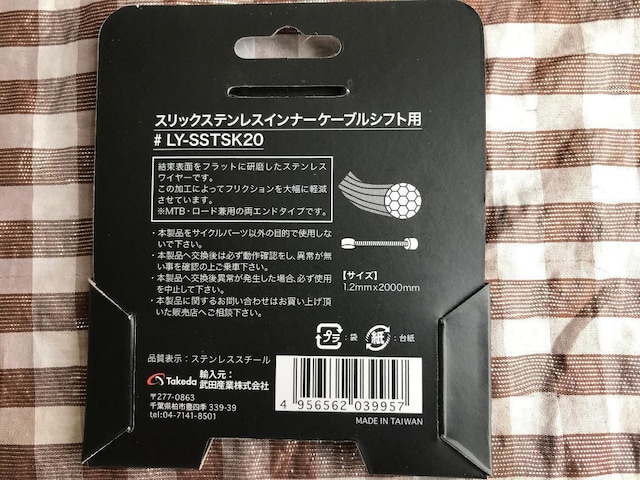 スリックステンレスインナーケーブルシフト用
# LY-SSTSK20
結束表面をフラットに研磨したステンレス
ワイヤーです。
この加工によってフリクションを大幅に軽減
させています。
※MTB・ロード兼用の両エンドタイプです。
・本製品をサイクルパーツ以外の目的で使用しな
いで下さい。
・本製品へ交換後は必ず動作確認をし、異常が無
い事を確認の上ご乗車下さい。
・本製品へ交換後異常が発生した場合、必ず使用
を中止して下さい。
・本製品に関するお問い合わせはお買い上げ頂
いた販売店へご相談下さい。
【サイズ】
1.2mmx2000mm
プラ : 袋
紙 : 台紙
品質表示 : ステンレススチール
Takeda
輸入元 :
武田産業株式会社
〒277-0863
千葉県柏市豊四季 339-39
tel:04-7141-8501
4 956562 039957
MADE IN TAIWAN